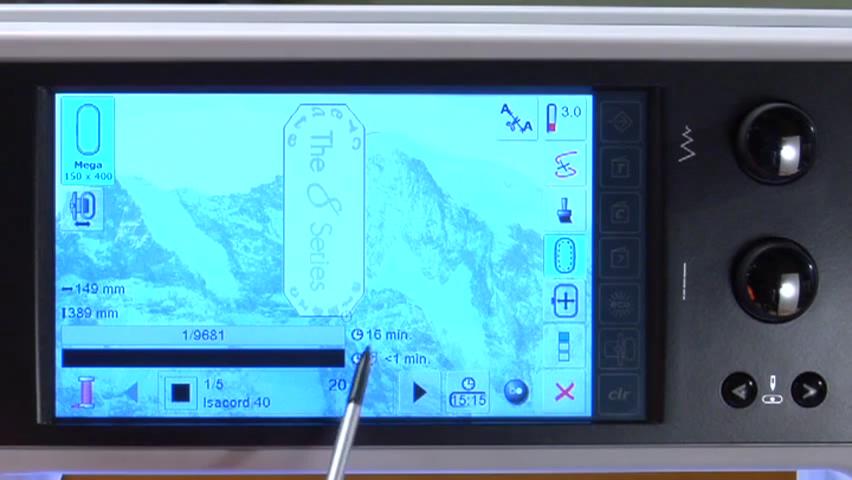 Mega
150 x 400
A
A
3.0
The 8 Series
149 mm
389 mm
1/9681
16 min.
<1 min.
1/5
20
Isacord 40
15:15
clr